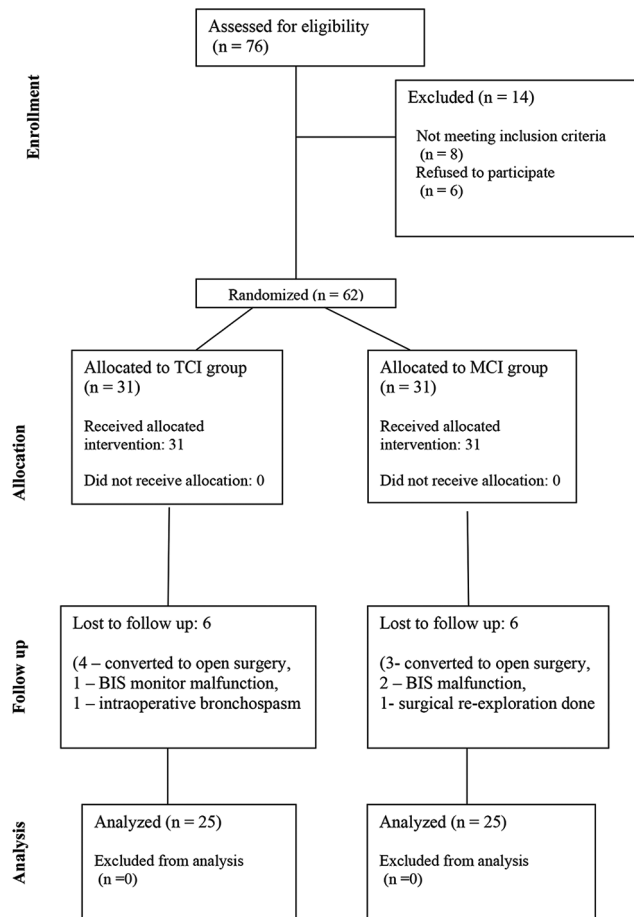 Assessed for eligibility
(n = 76)
Enrollment
Excluded (n = 14)
Not meeting inclusion criteria
(n = 8)
Refused to participate
(n = 6)
Randomized (n = 62)
Allocated to TCI group
(n = 31)
Received allocated
intervention: 31
Did not receive allocation: 0
Allocated to MCI group
(n = 31)
Received allocated
intervention: 31
Did not receive allocation: 0
Allocation
Lost to follow up: 6
(4 – converted to open surgery,
1 – BIS monitor malfunction,
1 – intraoperative bronchospasm
Lost to follow up: 6
(3- converted to open surgery,
2 – BIS malfunction,
1- surgical re-exploration done
Follow up
Analyzed (n = 25)
Excluded from analysis
(n =0)
Analyzed (n = 25)
Excluded from analysis
(n =0)
Analysis